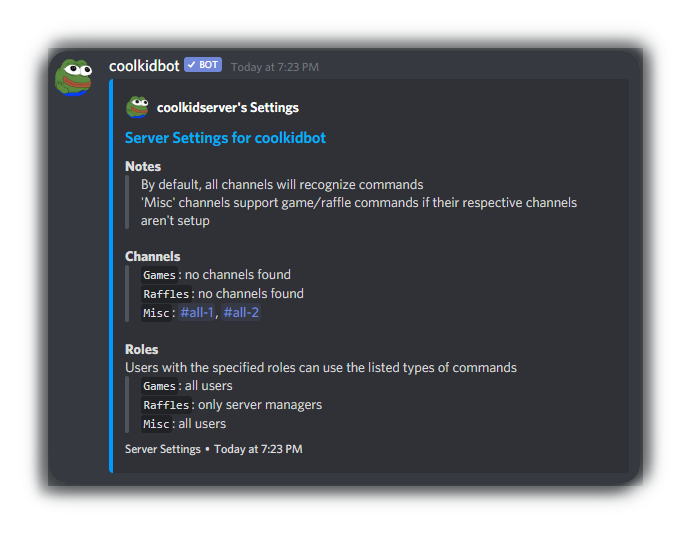 coolkidbot ✓ BOT Today at 7:23 PM
coolkidserver's Settings
Server Settings for coolkidbot
Notes
By default, all channels will recognize commands
'Misc' channels support game/raffle commands if their respective channels
aren't setup
Channels
Games: no channels found
Raffles: no channels found
Misc: #all-1, #all-2
Roles
Users with the specified roles can use the listed types of commands
Games: all users
Raffles: only server managers
Misc: all users
Server Settings • Today at 7:23 PM